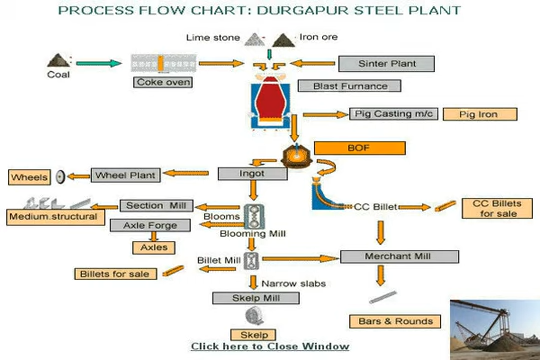 PROCESS FLOW CHART: DURGAPUR STEEL PLANT
Lime stone
Iron ore
Coal
Coke oven
Sinter Plant
Blast Furnance
Pig Casting m/c
Pig Iron
BOF
Wheels
Wheel Plant
Ingot
Section Mill
Medium.structural
Blooms
CC Billet
CC Billets
for sale
Axle Forge
Blooming Mill
Axles
Billet Mill
Merchant Mill
Billets for sale
Narrow slabs
Skelp Mill
Bars & Rounds
Skelp
Click here to Close Window